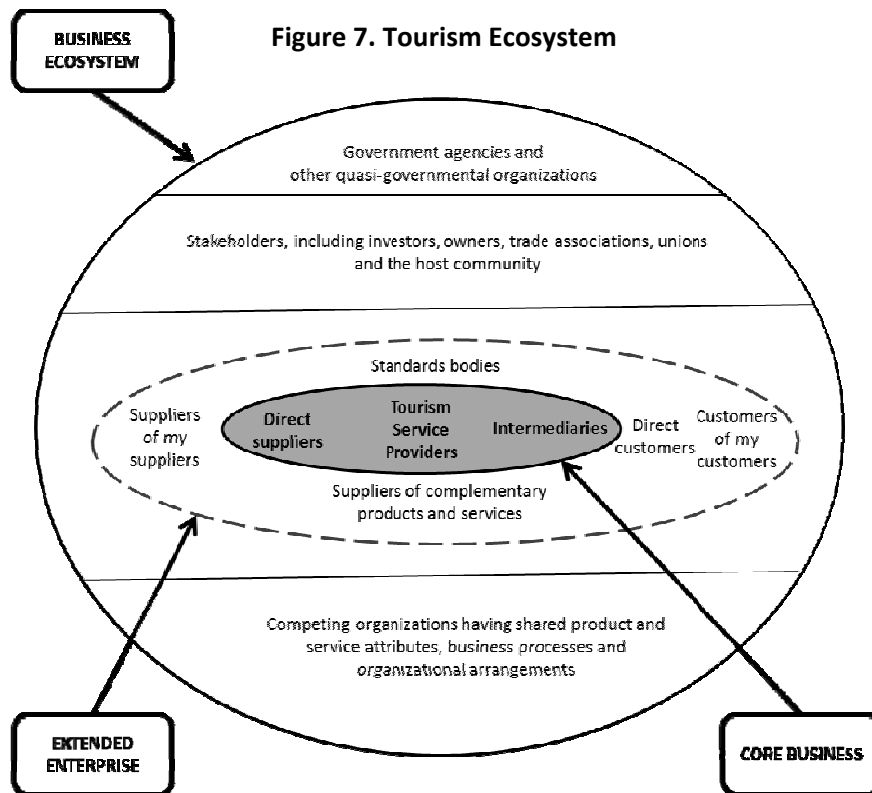 Figure 7. Tourism Ecosystem
BUSINESS
ECOSYSTEM
Government agencies and
other quasi-governmental organizations
Stakeholders, including investors, owners, trade associations, unions
and the host community
Standards bodies
Suppliers
of my
suppliers
Direct
suppliers
Tourism
Service
Providers
Intermediaries
Direct
customers
Customers
of my
customers
Suppliers of complementary
products and services
Competing organizations having shared product and
service attributes, business processes and
organizational arrangements
EXTENDED
ENTERPRISE
CORE BUSINESS